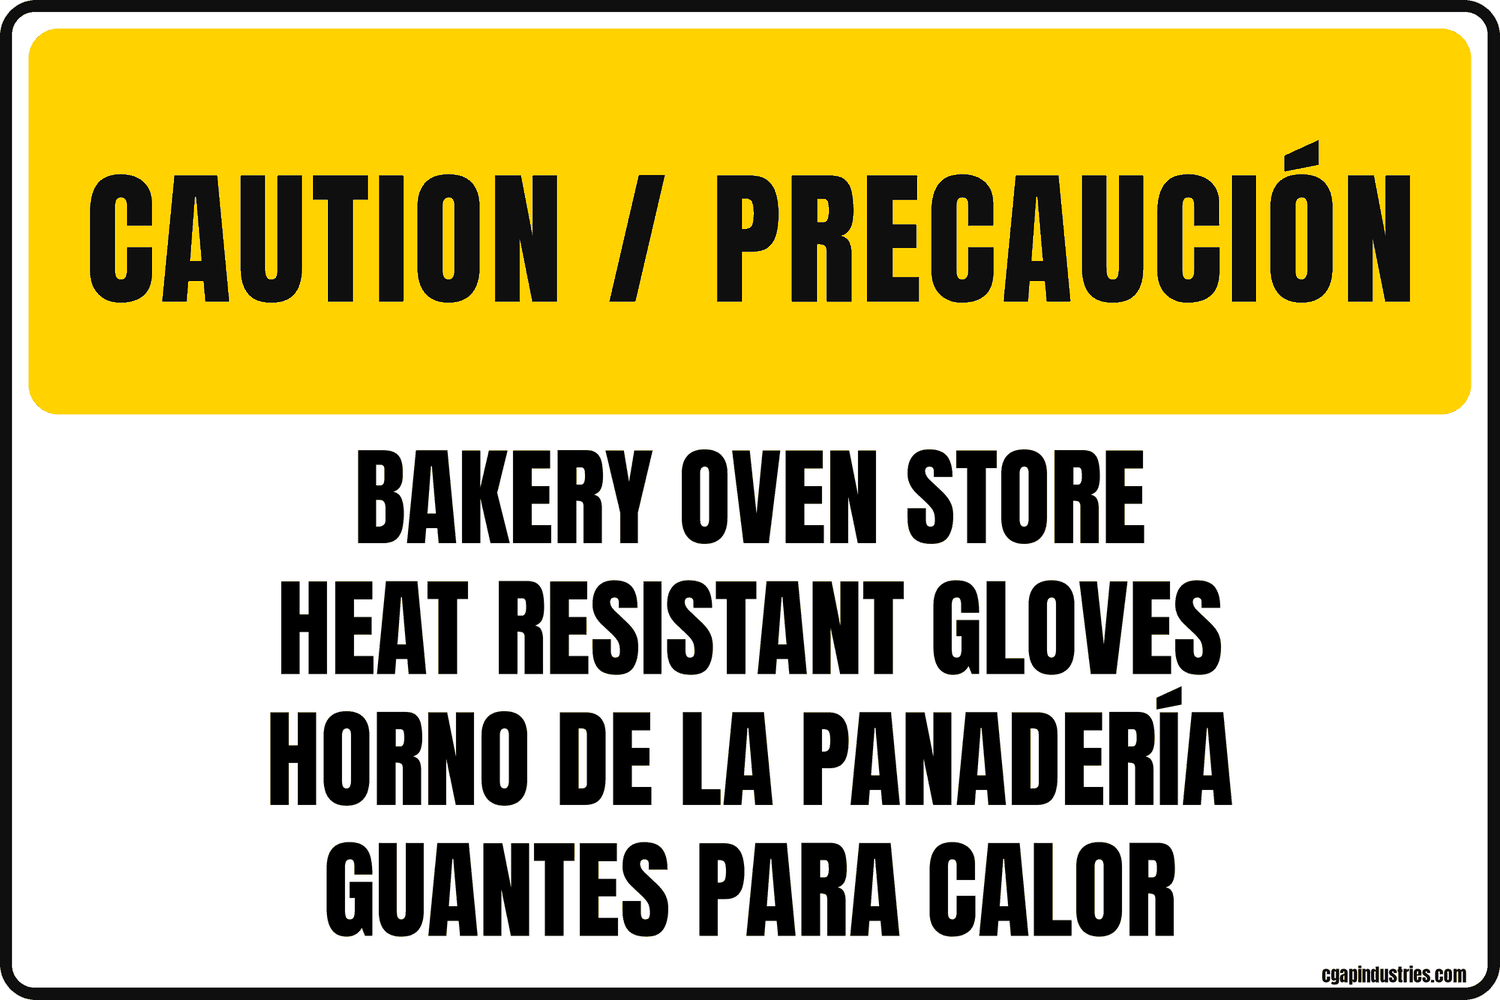 CAUTION / PRECAUCIÓN
BAKERY OVEN STORE
HEAT RESISTANT GLOVES
HORNO DE LA PANADERÍA
GUANTES PARA CALOR
cgapindustries.com